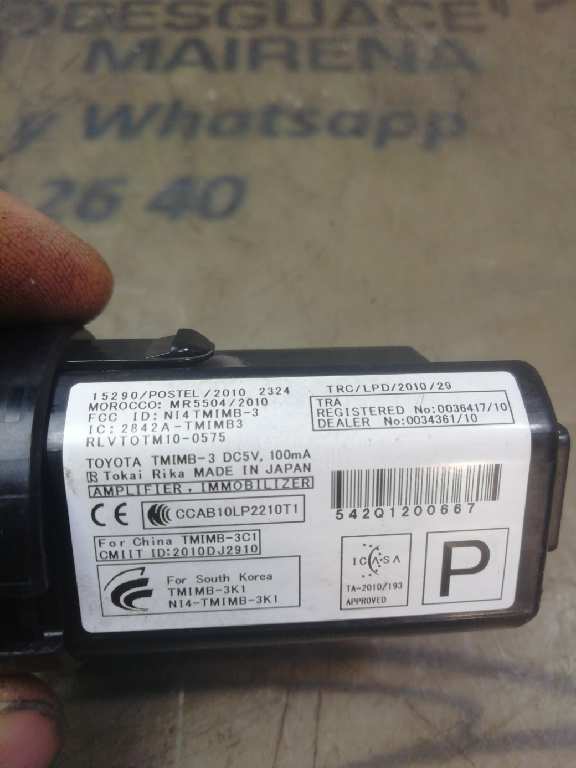 DESGUACE
MAIRENA
y Whatsapp
26 40
15290/POSTEL/2010 2324
MOROCCO: MR5504/2010
FCC ID: NI4TMIMB-3
IC: 2842A-TMIMB3
RLVTOTM10-0575
TRC/LPD/2010/29
TRA
REGISTERED No:0036417/10
DEALER No:0034361/10
TOYOTA TMIMB-3 DC5V, 100mA
R Tokai Rika MADE IN JAPAN
AMPLIFIER, IMMOBILIZER
CE CCAB10LP2210T1
542Q1200667
For China TMIMB-3C1
CMIIT ID:2010DJ2910
For South Korea
TMIMB-3K1
NI4-TMIMB-3K1
ICASA
TA-2010/193
APPROVED
P